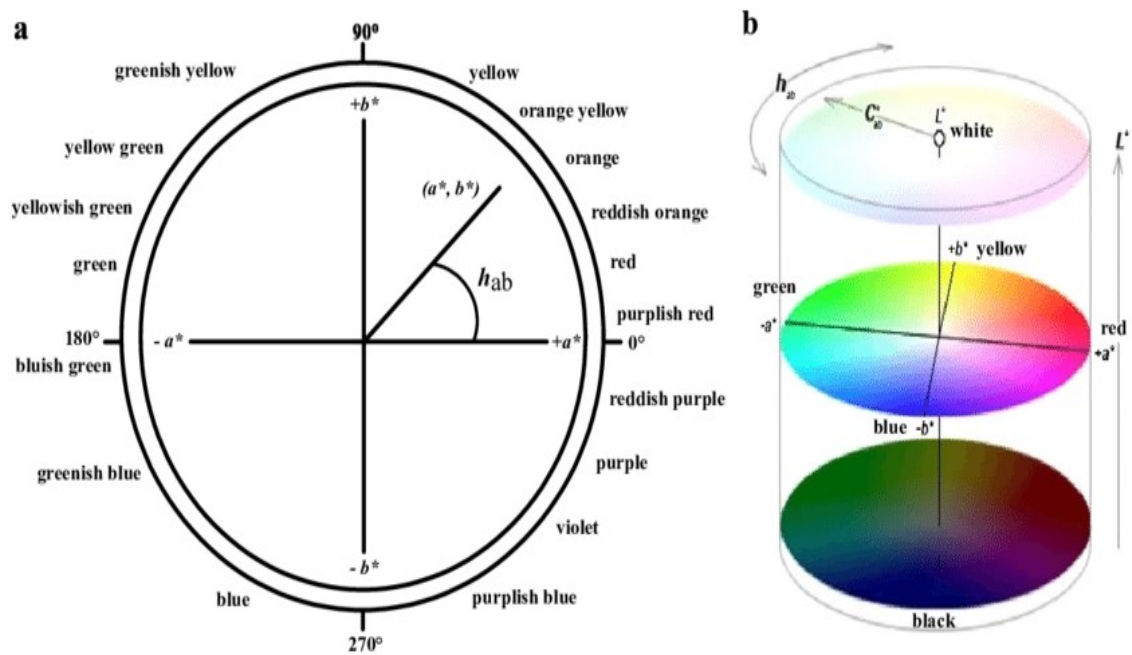 a
90°
greenish yellow
yellow
+b*
orange yellow
yellow green
orange
(a*, b*)
yellowish green
reddish orange
green
red
hab
purplish red
180°
- a*
+a*
0°
bluish green
reddish purple
greenish blue
purple
violet
- b*
blue
purplish blue
270°
b
hab
C*ab
L*
white
L*
+b* yellow
green
-a*
red
+a*
blue -b*
black